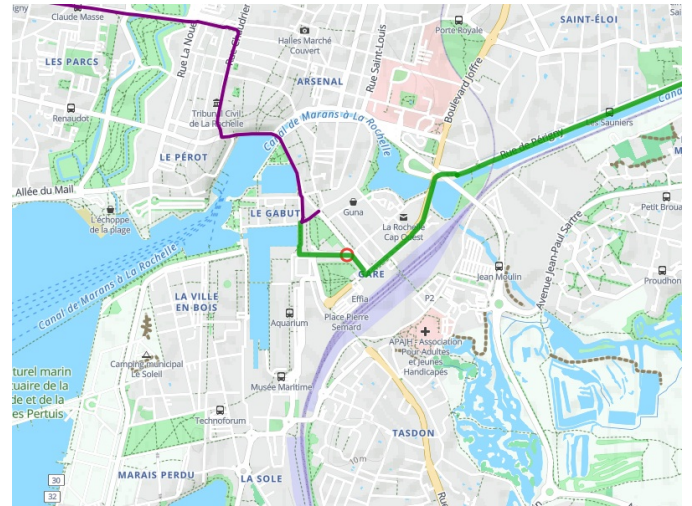 Claude Masse
Rue La Noue
Rue Chaudrier
Halles Marché
Couvert
Rue Saint-Louis
Porte Royale
SAINT-ÉLOI
LES PARCS
ARSENAL
Boulevard Joffre
Renaudot
Tribunal Civil
de La Rochelle
Canal de Marans à La Rochelle
Rue de Périgny
Sauniers
LE PÉROT
Allée du Mail
L'échoppe
de la plage
LE GABUT
Guna
La Rochelle
Cap Ouest
Avenue Jean-Paul Sartre
Petit Broua
Canal de Marans à La Rochelle
GARE
Jean Moulin
Proudhon
LA VILLE
EN-BOIS
Effia
P2
Place Pierre
Semard
Aquarium
APAJH : Association
Pour Adultes
et Jeunes
Handicapés
Camping municipal
Le Soleil
Musée Maritime
turel marin
tuaire de la
de et de la
es Pertuis
Technoforum
TASDON
10 m
MARAIS PERDU
LA SOLE
30
32